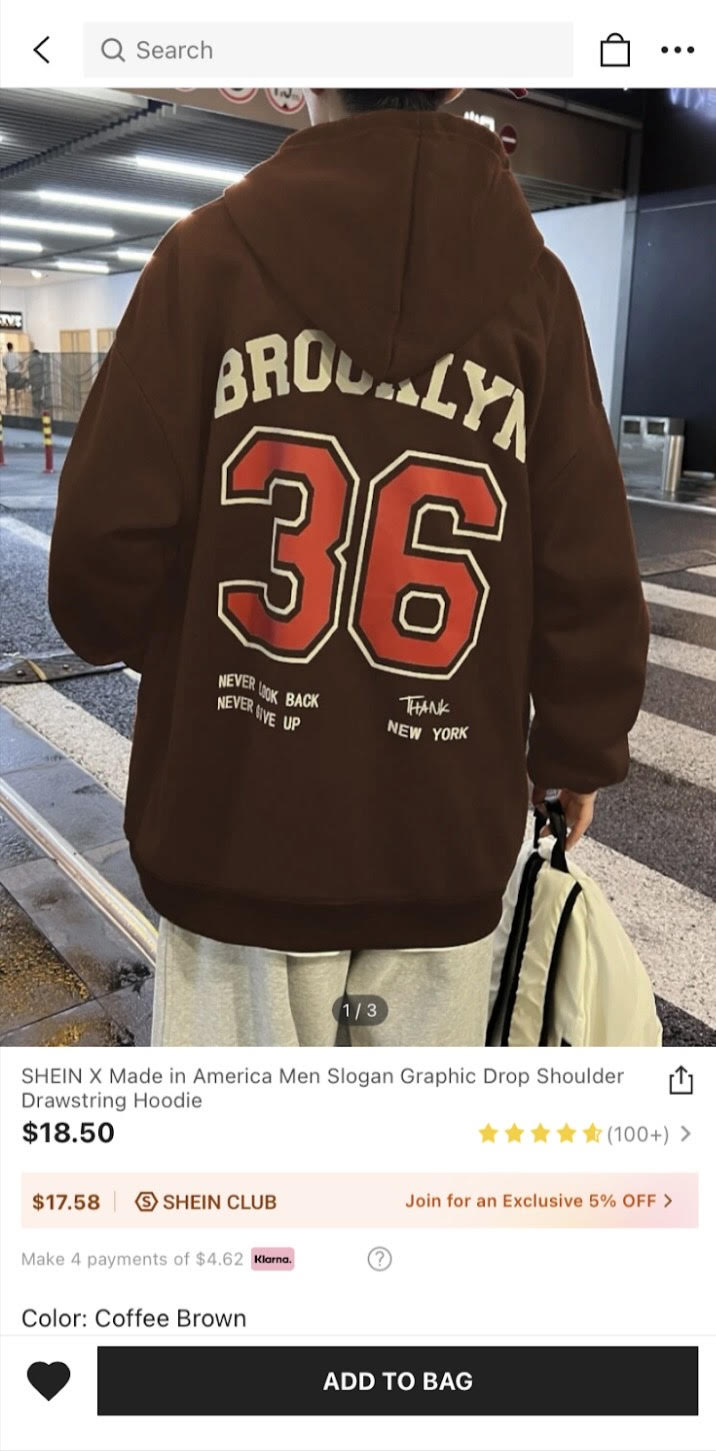 Search
BROOKLYN
36
NEVER LOOK BACK
NEVER GIVE UP
THANK
NEW YORK
1 / 3
SHEIN X Made in America Men Slogan Graphic Drop Shoulder
Drawstring Hoodie
$18.50
(100+)
$17.58
S SHEIN CLUB
Join for an Exclusive 5% OFF >
Make 4 payments of $4.62 Klarna.
?
Color: Coffee Brown
ADD TO BAG